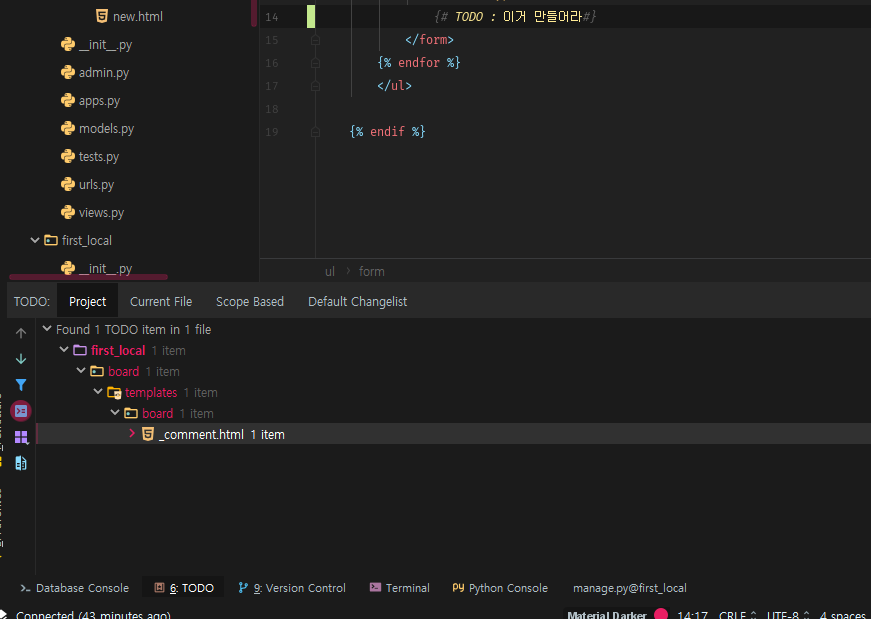 new.html
__init__.py
admin.py
apps.py
models.py
tests.py
urls.py
views.py
first_local
__init__.py
14 {# TODO : 이거 만들어라#}
15 </form>
16 {% endfor %}
17 </ul>
18
19 {% endif %}
ul › form
TODO: Project Current File Scope Based Default Changelist
Found 1 TODO item in 1 file
first_local 1 item
board 1 item
templates 1 item
board 1 item
_comment.html 1 item
Database Console 6: TODO 9: Version Control Terminal Python Console manage.py@first_local
Connected (43 minutes ago) Material Darker 14:17 CRLF UTF-8 4 spaces